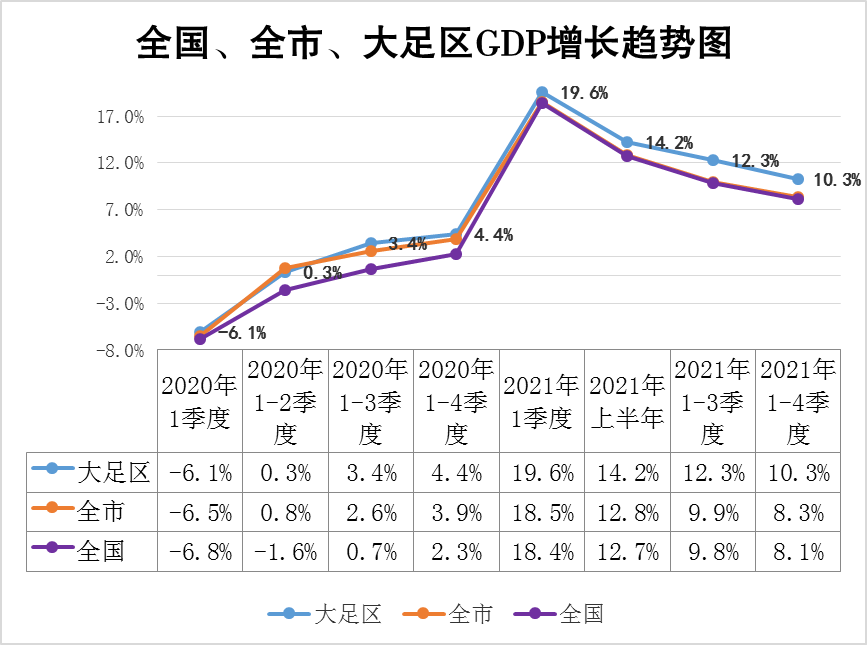 全国、全市、大足区GDP增长趋势图
17.0%
12.0%
7.0%
2.0%
-3.0%
-8.0%
-6.1%
0.3%
3.4%
4.4%
19.6%
14.2%
12.3%
10.3%
2020年1季度 2020年1-2季度 2020年1-3季度 2020年1-4季度 2021年1季度 2021年上半年 2021年1-3季度 2021年1-4季度
大足区 -6.1% 0.3% 3.4% 4.4% 19.6% 14.2% 12.3% 10.3%
全市 -6.5% 0.8% 2.6% 3.9% 18.5% 12.8% 9.9% 8.3%
全国 -6.8% -1.6% 0.7% 2.3% 18.4% 12.7% 9.8% 8.1%
大足区 全市 全国